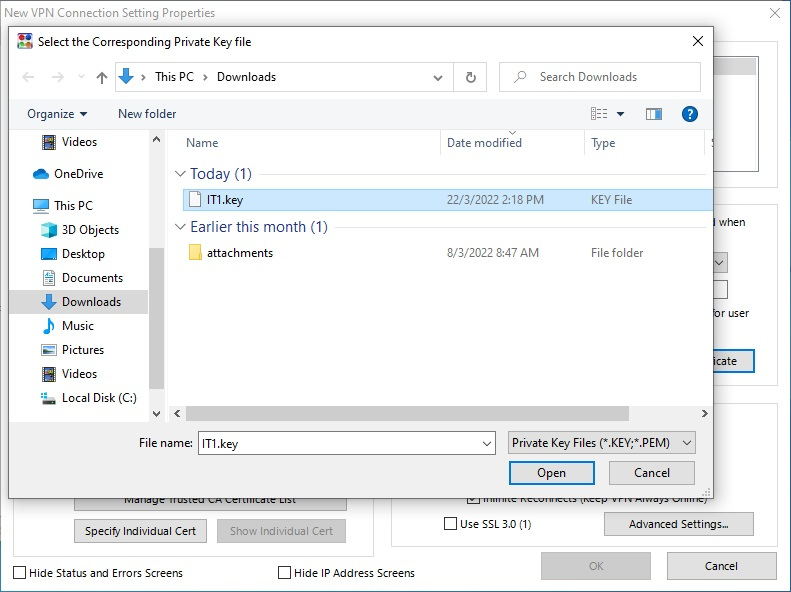 New VPN Connection Setting Properties
Select the Corresponding Private Key file
This PC > Downloads
Search Downloads
Organize
New folder
Videos
OneDrive
This PC
3D Objects
Desktop
Documents
Downloads
Music
Pictures
Videos
Local Disk (C:)
Name Date modified Type
Today (1)
IT1.key 22/3/2022 2:18 PM KEY File
Earlier this month (1)
attachments 8/3/2022 8:47 AM File folder
File name: IT1.key Private Key Files (*.KEY;*.PEM)
Open Cancel
when
for user
icate
Manage Trusted CA Certificate List
Infinite Reconnects (Keep VPN Always Online)
Specify Individual Cert Show Individual Cert
Use SSL 3.0 (1) Advanced Settings...
Hide Status and Errors Screens Hide IP Address Screens
OK Cancel